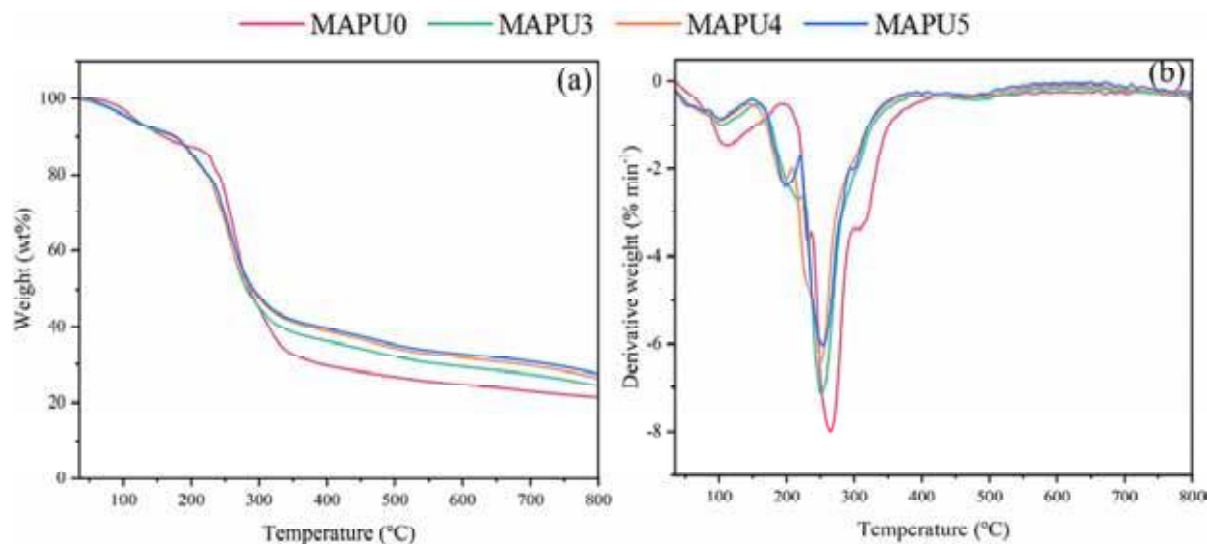 MAPU0 MAPU3 MAPU4 MAPU5
(a)
Weight (wt%)
100
80
60
40
20
0
100 200 300 400 500 600 700 800
Temperature (°C)
(b)
Derivative weight (% min⁻¹)
0
-2
-4
-6
-8
100 200 300 400 500 600 700 800
Temperature (°C)